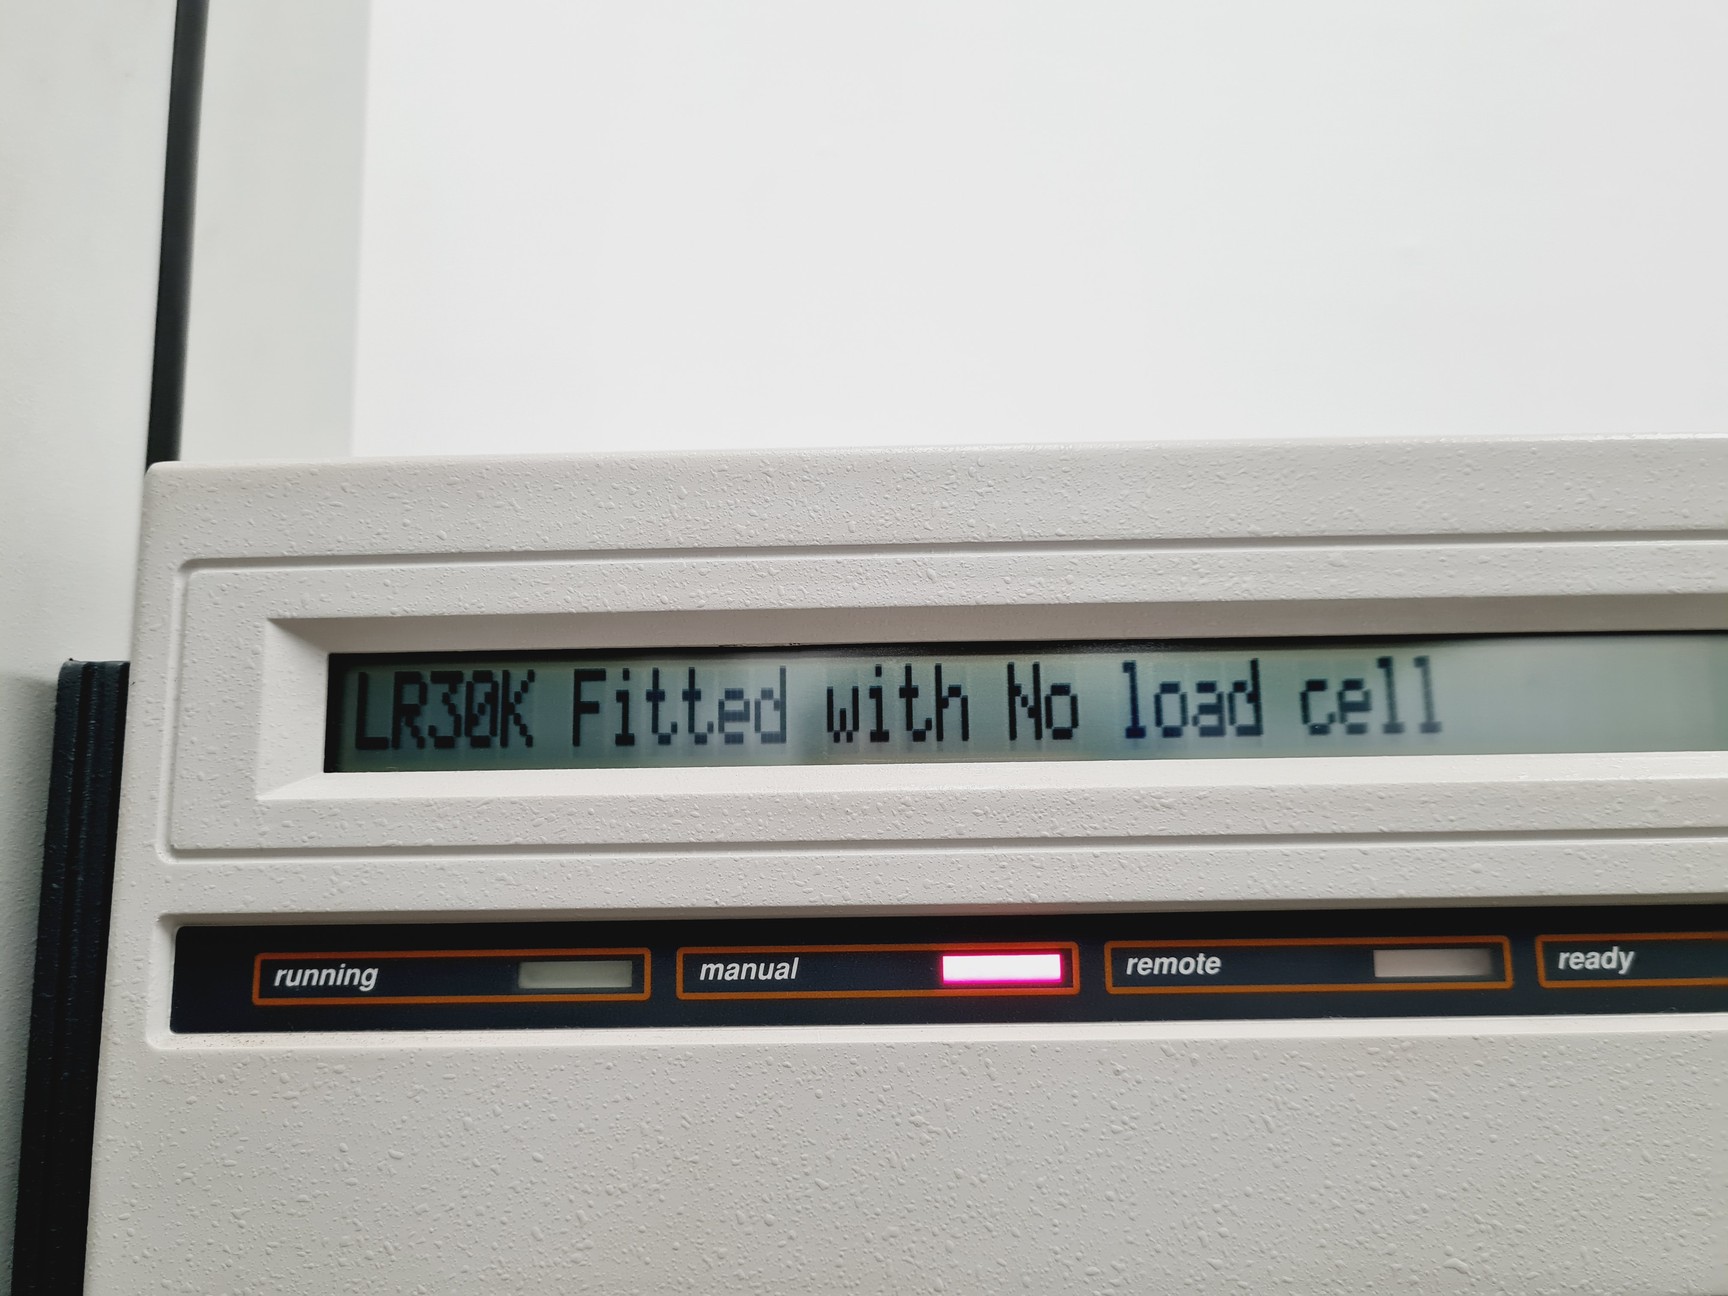 LR30K Fitted with No load cell
running manual remote ready